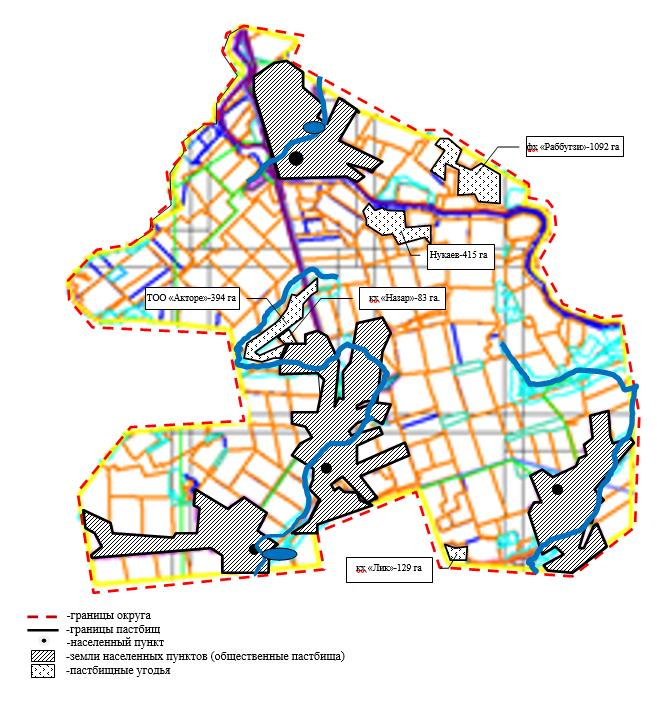 фх «Раббутзи»-1092 га
Нукаев-415 га
ТОО «Акторе»-394 га
кх «Назар»-83 га.
кх «Лик»-129 га
-границы округа
-границы пастбищ
-населенный пункт
-земли населенных пунктов (общественные пастбища)
-пастбищные угодья